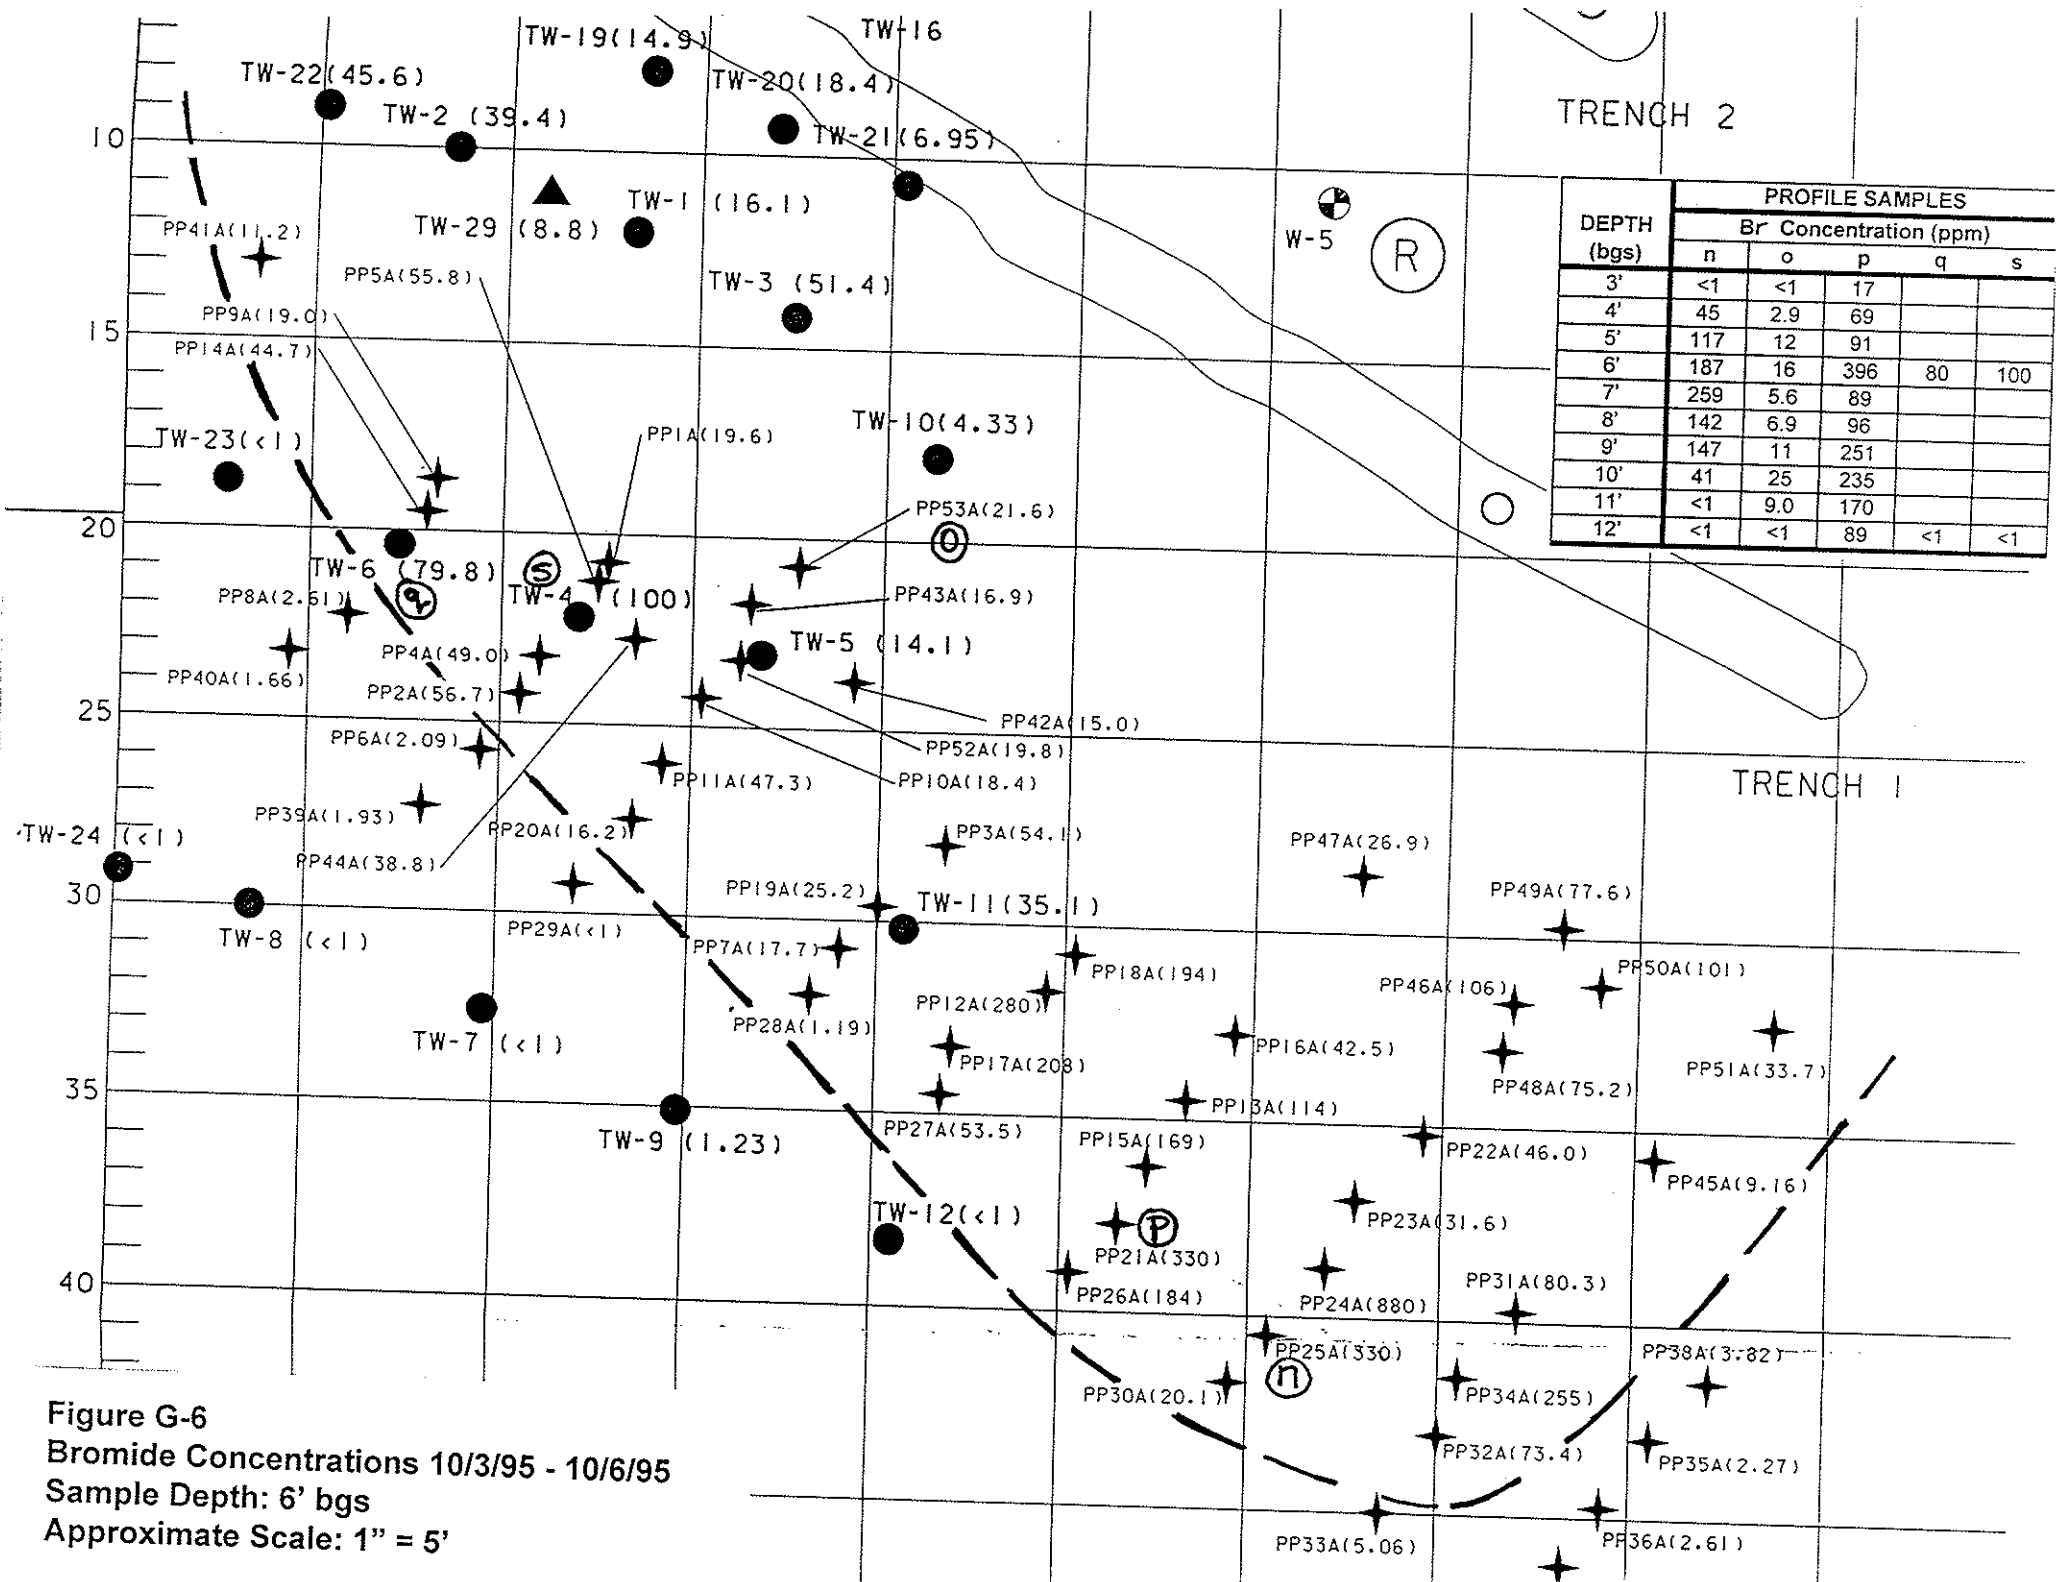 TW-16
TW-19(14.9)
TW-22(45.6)
TW-20(18.4)
TW-2 (39.4)
TRENCH 2
10
TW-21(6.95)
TW-1 (16.1)
TW-29 (8.8)
PP41A(11.2)
W-5
R
PP5A(55.8)
TW-3 (51.4)
PP9A(19.0)
15
PP14A(44.7)
PROFILE SAMPLES
DEPTH (bgs) Br Concentration (ppm)
n o p q s
3' <1 <1 17
4' 45 2.9 69
5' 117 12 91
6' 187 16 396 80 100
7' 259 5.6 89
8' 142 6.9 96
9' 147 11 251
10' 41 25 235
11' <1 9.0 170
12' <1 <1 89 <1 <1
TW-10(4.33)
TW-23(<1)
PP1A(19.6)
PP53A(21.6)
20
O
TW-6 (79.8)
S
q
PP8A(2.61)
TW-4 (100)
PP43A(16.9)
TW-5 (14.1)
PP4A(49.0)
PP40A(1.66)
PP2A(56.7)
25
PP42A(15.0)
PP6A(2.09)
PP52A(19.8)
PP11A(47.3)
PP10A(18.4)
TRENCH 1
PP39A(1.93)
PP20A(16.2)
TW-24 (<1)
PP3A(54.1)
PP47A(26.9)
PP44A(38.8)
PP19A(25.2)
PP49A(77.6)
30
TW-11(35.1)
PP29A(<1)
TW-8 (<1)
PP7A(17.7)
PP18A(194)
PP50A(101)
PP46A(106)
PP12A(280)
PP28A(1.19)
TW-7 (<1)
PP16A(42.5)
PP17A(208)
PP51A(33.7)
35
PP48A(75.2)
PP13A(114)
PP27A(53.5)
PP15A(169)
TW-9 (1.23)
PP22A(46.0)
PP45A(9.16)
TW-12(<1)
P
PP23A(31.6)
PP21A(330)
40
PP31A(80.3)
PP26A(184)
PP24A(880)
PP25A(330)
PP38A(3.82)
n
PP30A(20.1)
PP34A(255)
PP32A(73.4)
PP35A(2.27)
PP33A(5.06)
PP36A(2.61)
Figure G-6
Bromide Concentrations 10/3/95 - 10/6/95
Sample Depth: 6' bgs
Approximate Scale: 1" = 5'